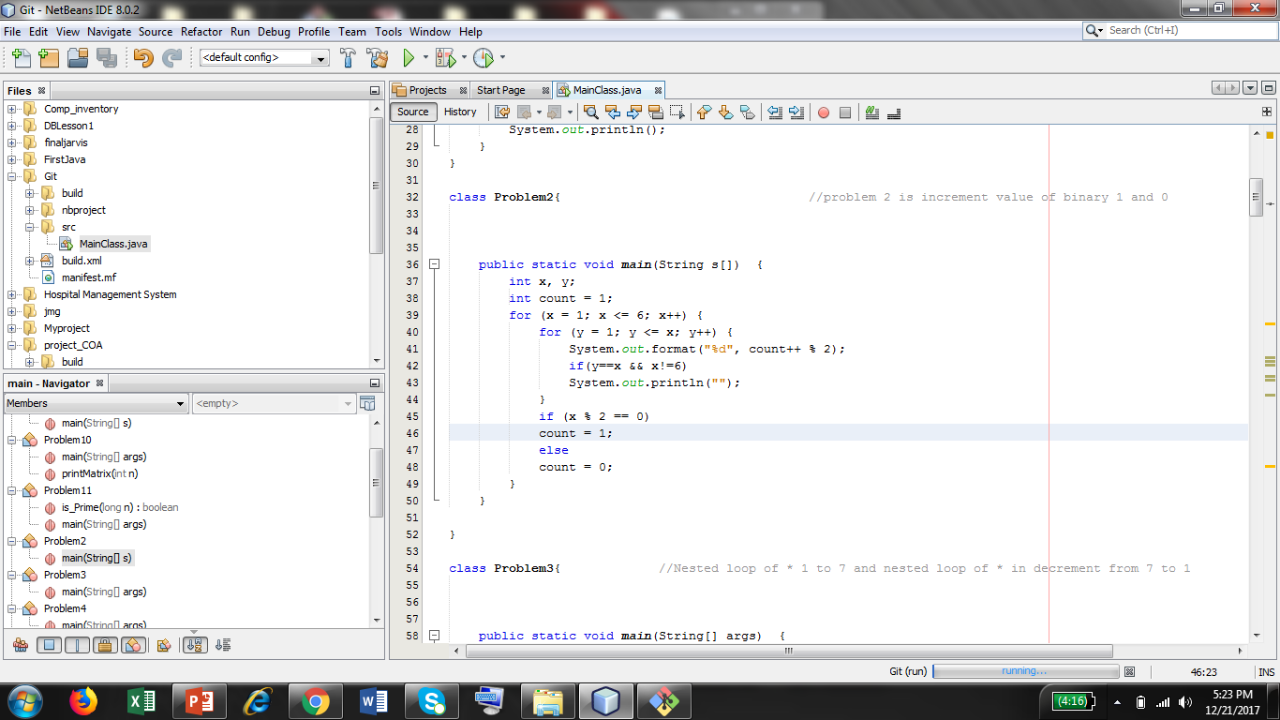 Git - NetBeans IDE 8.0.2
File Edit View Navigate Source Refactor Run Debug Profile Team Tools Window Help
Search (Ctrl+I)
<default config>
Files
Comp_inventory
DBLesson1
finaljarvis
FirstJava
Git
build
nbproject
src
MainClass.java
build.xml
manifest.mf
Hospital Management System
jmg
Myproject
project_COA
build
main - Navigator
Members
<empty>
main(String[] s)
Problem10
main(String[] args)
printMatrix(int n)
Problem11
is_Prime(long n) : boolean
main(String[] args)
Problem2
main(String[] s)
Problem3
main(String[] args)
Problem4
main(String[] args)
Projects Start Page MainClass.java
Source History
28 System.out.println();
29 }
30 }
31
32 class Problem2{ //problem 2 is increment value of binary 1 and 0
33
34
35
36 public static void main(String s[]) {
37 int x, y;
38 int count = 1;
39 for (x = 1; x <= 6; x++) {
40 for (y = 1; y <= x; y++) {
41 System.out.format("%d", count++ % 2);
42 if(y==x && x!=6)
43 System.out.println("");
44 }
45 if (x % 2 == 0)
46 count = 1;
47 else
48 count = 0;
49 }
50 }
51
52 }
53
54 class Problem3{ //Nested loop of * 1 to 7 and nested loop of * in decrement from 7 to 1
55
56
57
58 public static void main(String[] args) {
Git (run) running... 46:23 INS
(4:16)
5:23 PM
12/21/2017